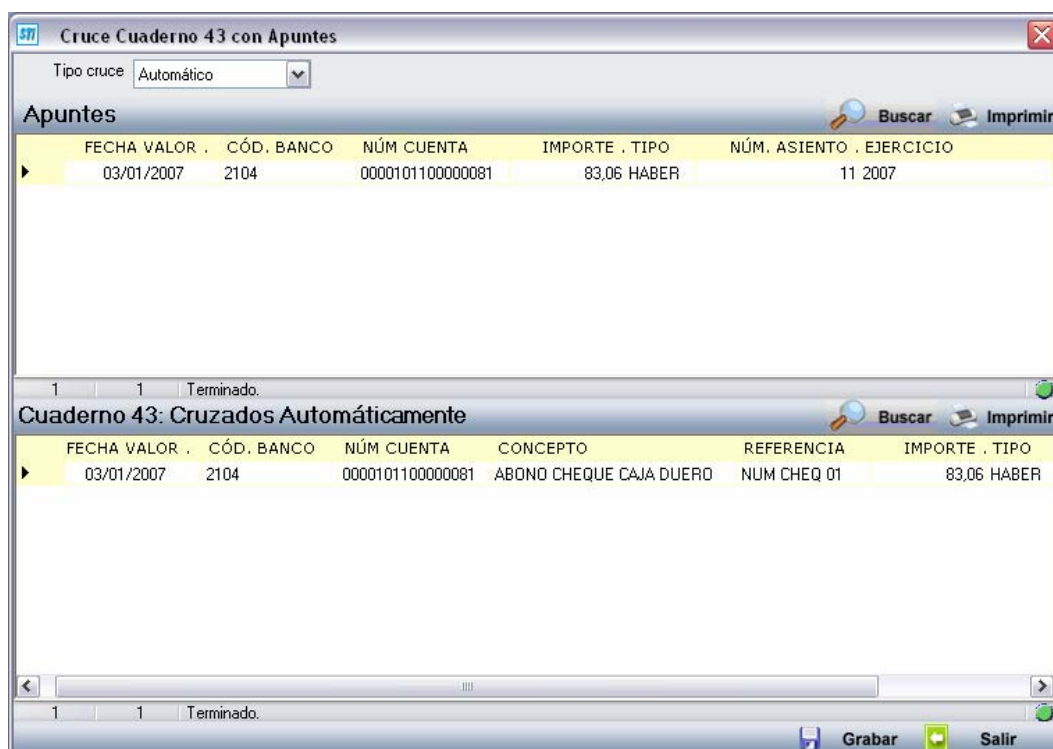 STI Cruce Cuaderno 43 con Apuntes
Tipo cruce Automático
Apuntes Buscar Imprimir
FECHA VALOR . CÓD. BANCO NÚM CUENTA IMPORTE . TIPO NÚM. ASIENTO . EJERCICIO
03/01/2007 2104 0000101100000081 83,06 HABER 11 2007
1 1 Terminado.
Cuaderno 43: Cruzados Automáticamente Buscar Imprimir
FECHA VALOR . CÓD. BANCO NÚM CUENTA CONCEPTO REFERENCIA IMPORTE . TIPO
03/01/2007 2104 0000101100000081 ABONO CHEQUE CAJA DUERO NUM CHEQ 01 83,06 HABER
1 1 Terminado.
Grabar Salir